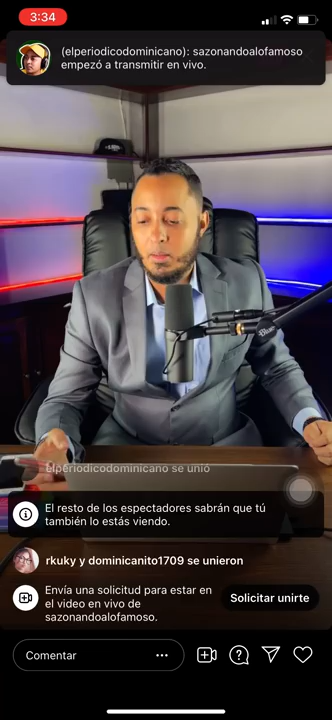 3:34
(elperiodicodominicano): sazonandoalofamoso
empezó a transmitir en vivo.
elperiodicodominicano se unió
El resto de los espectadores sabrán que tú
también lo estás viendo.
rkuky y dominicanito1709 se unieron
Envía una solicitud para estar en
el video en vivo de
sazonandoalofamoso.
Solicitar unirte
Comentar